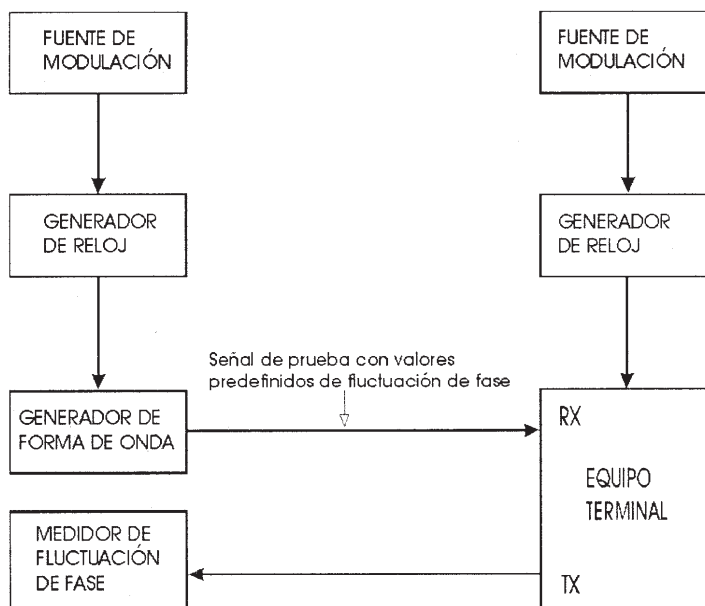 FUENTE DE
MODULACIÓN
FUENTE DE
MODULACIÓN
GENERADOR
DE RELOJ
GENERADOR
DE RELOJ
Señal de prueba con valores
predefinidos de fluctuación de fase
GENERADOR DE
FORMA DE ONDA
RX
EQUIPO
TERMINAL
MEDIDOR DE
FLUCTUACIÓN
DE FASE
TX